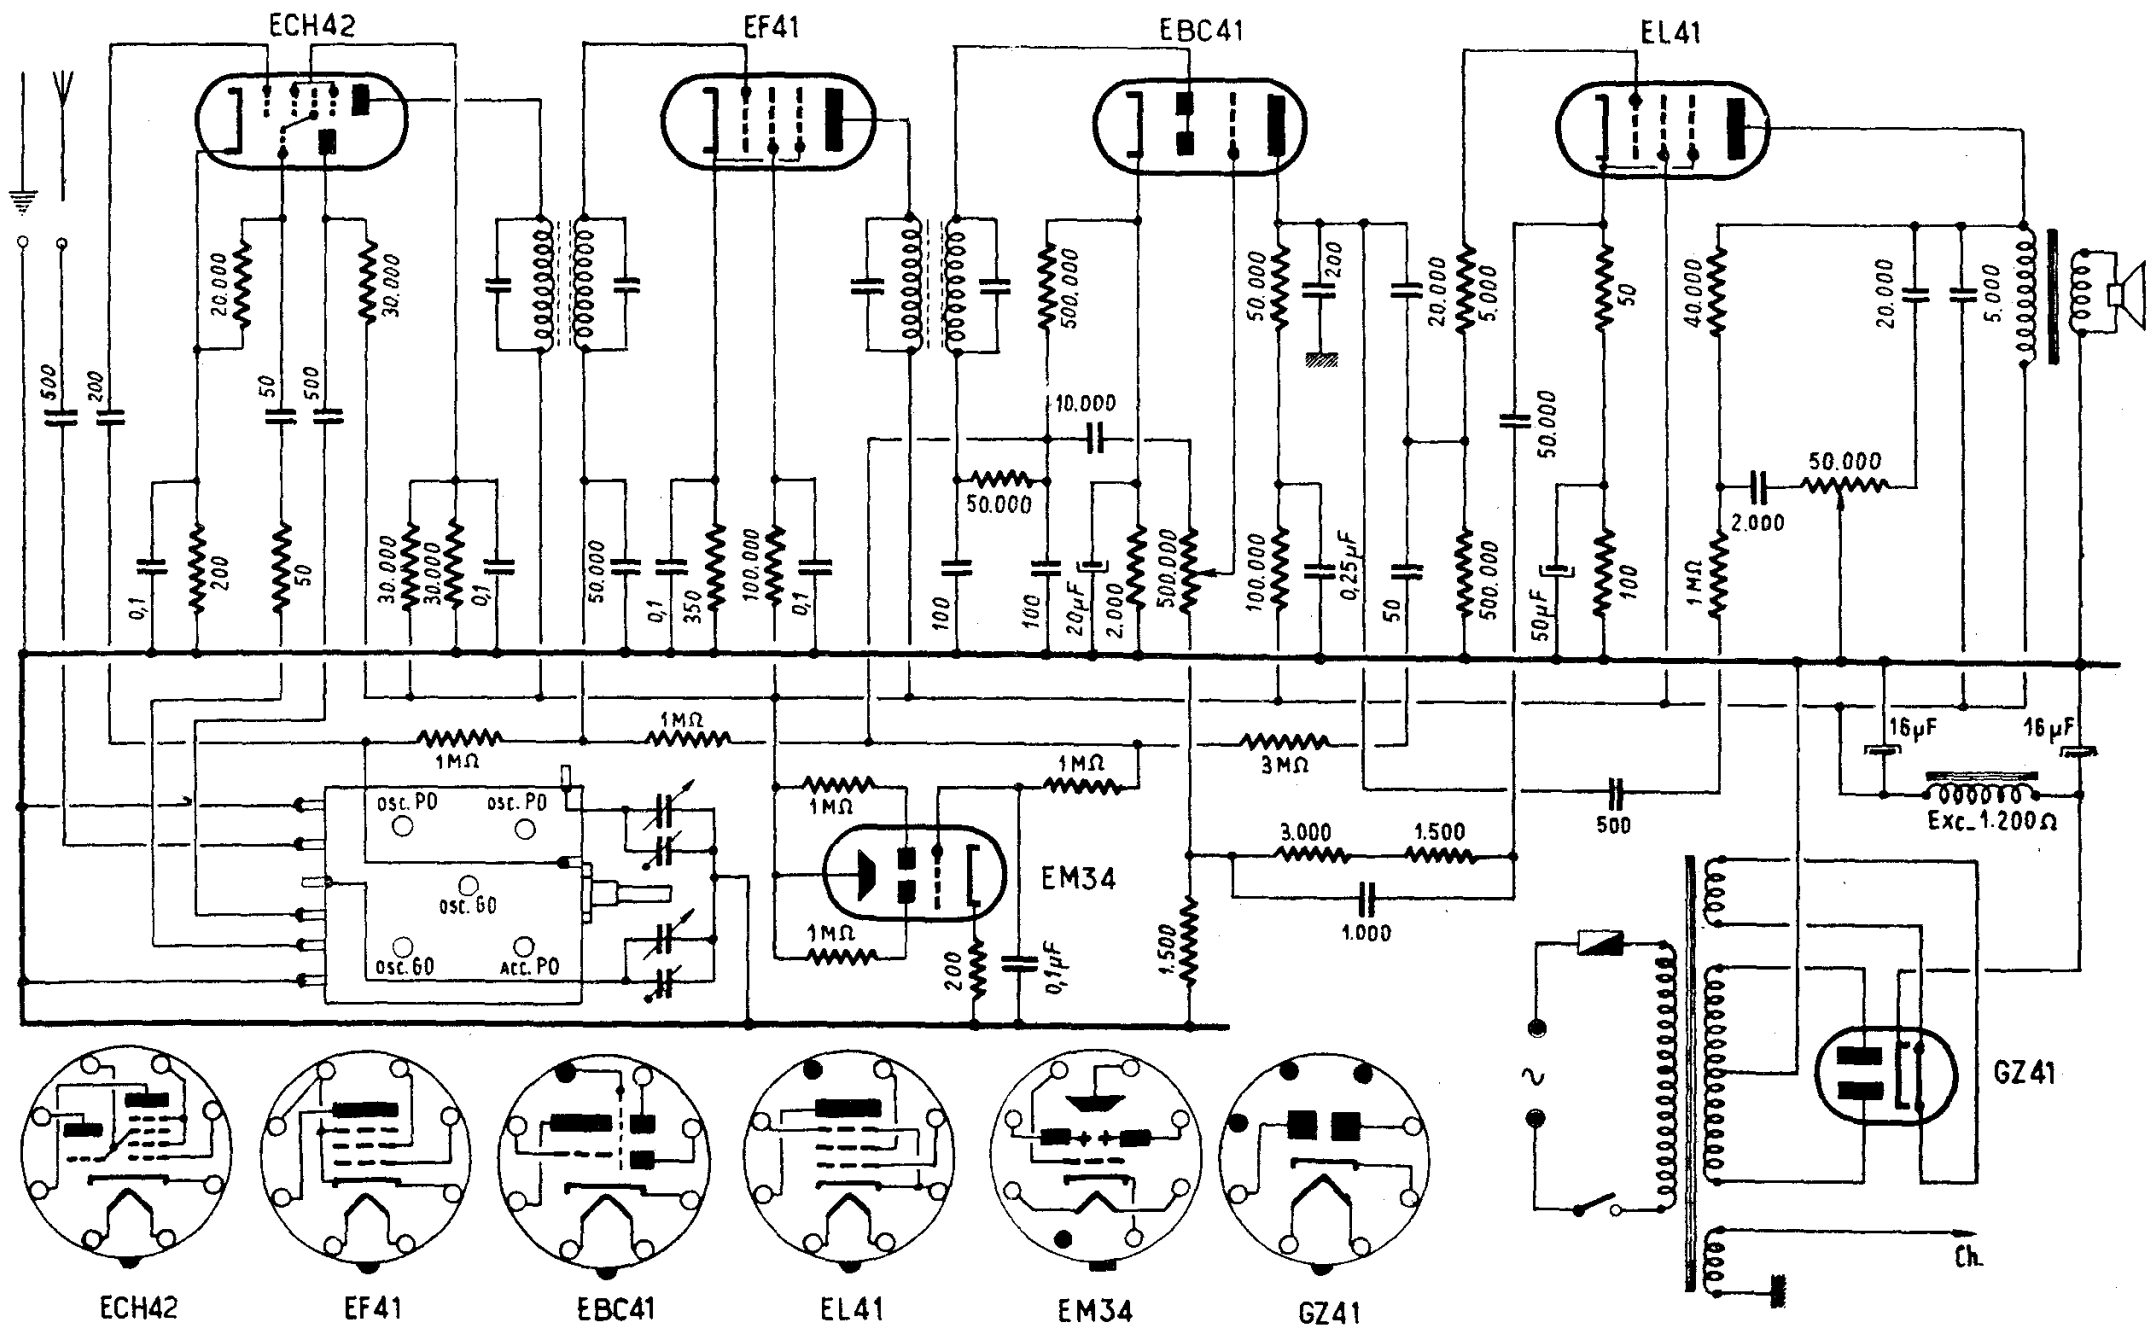 ECH42
EF41
EBC41
EL41
20.000
30.000
500
200
50
500
0,1
200
50
30.000
30.000
0,1
50.000
0,1
350
100.000
0,1
500.000
10.000
50.000
100
100
20µF
2.000
500.000
50.000
200
100.000
0,25µF
20.000
5.000
50
500.000
50.000
50
50µF
100
40.000
1MΩ
2.000
50.000
20.000
5.000
1MΩ
1MΩ
1MΩ
3MΩ
16µF
16µF
Exc_1.200Ω
500
osc. PO
osc. PO
osc. GO
osc. GO
Acc. PO
1MΩ
EM34
1MΩ
200
0,1µF
3.000
1.500
1.000
1.500
~
GZ41
Ch.
ECH42
EF41
EBC41
EL41
EM34
GZ41